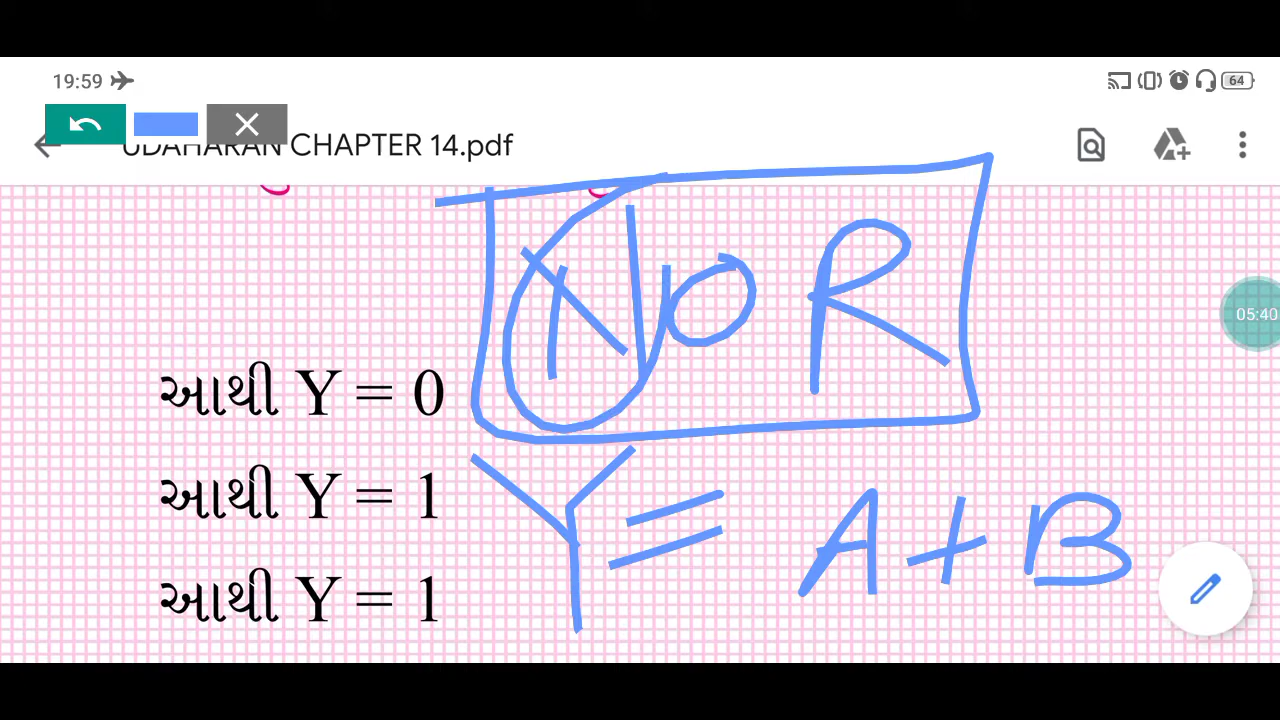 19:59
64
UDAHARAN CHAPTER 14.pdf
NOR
05:40
આથી Y = 0
Y = A + B
આથી Y = 1
આથી Y = 1